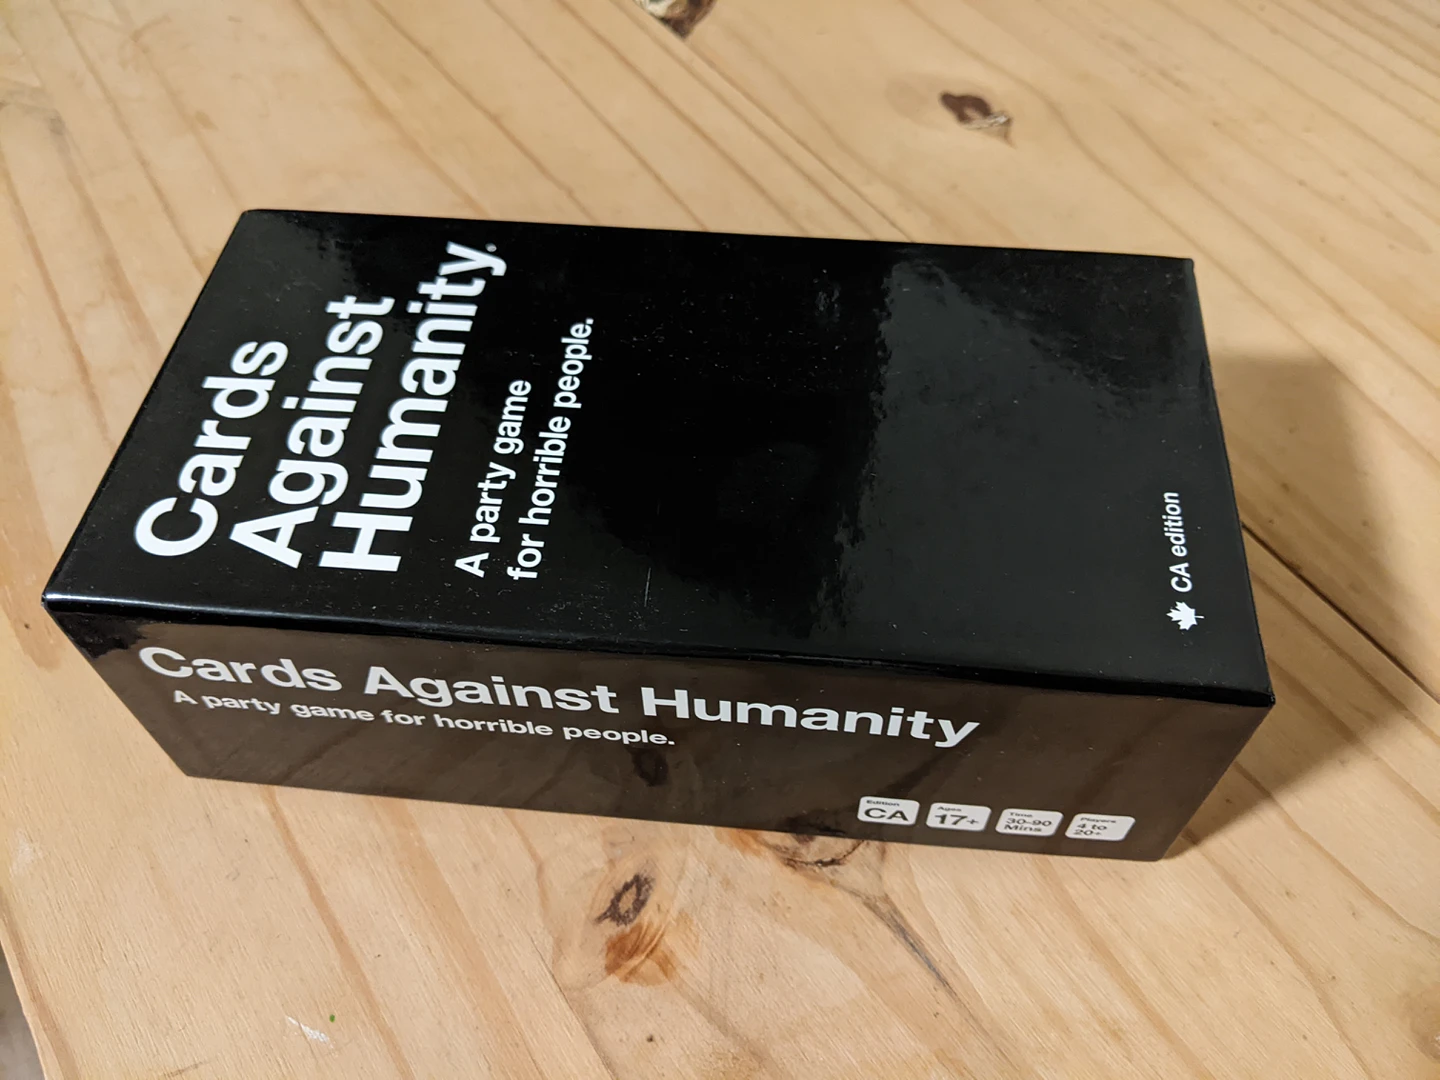 Cards
Against
Humanity®
A party game
for horrible people.
CA edition
Cards Against Humanity
A party game for horrible people.
Edition
CA
Ages
17+
Time
30-90
Mins
Players
4 to
20+